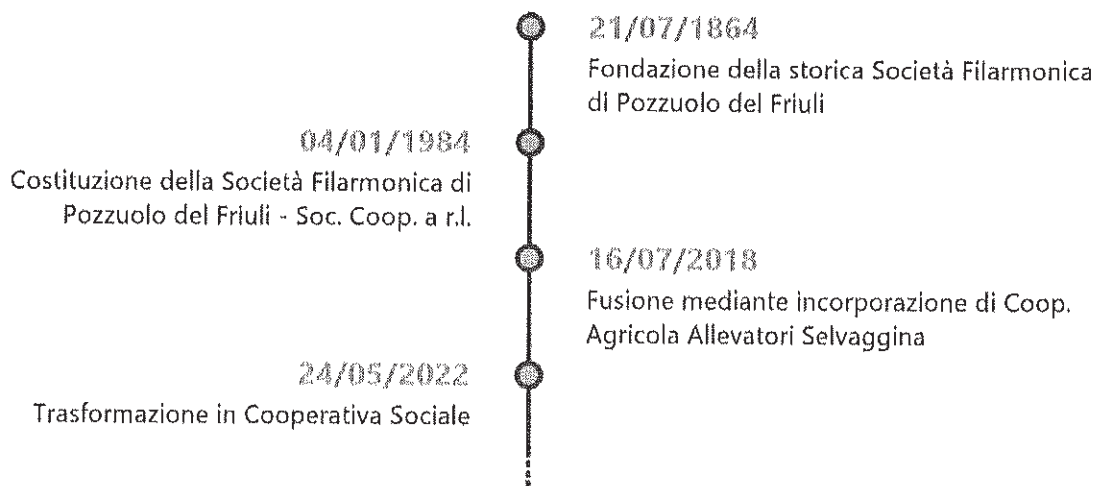 21/07/1864
Fondazione della storica Società Filarmonica
di Pozzuolo del Friuli
04/01/1984
Costituzione della Società Filarmonica di
Pozzuolo del Friuli - Soc. Coop. a r.l.
16/07/2018
Fusione mediante incorporazione di Coop.
Agricola Allevatori Selvaggina
24/05/2022
Trasformazione in Cooperativa Sociale